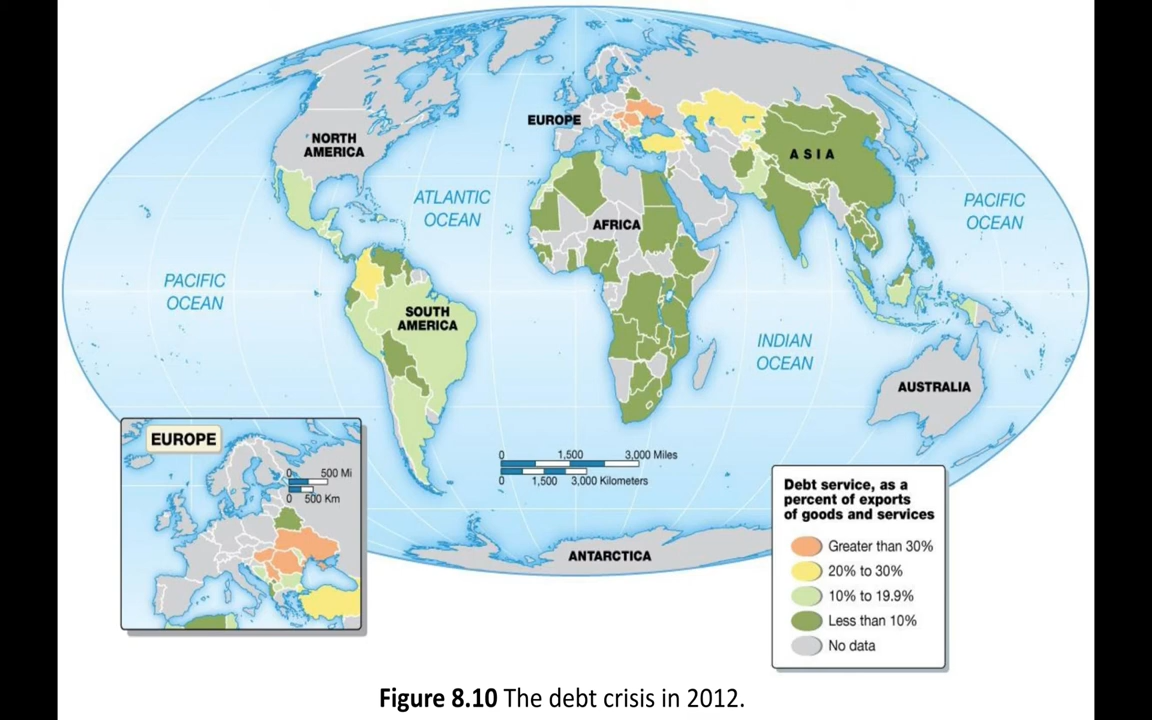 NORTH
AMERICA
EUROPE
ASIA
ATLANTIC
OCEAN
PACIFIC
OCEAN
AFRICA
PACIFIC
OCEAN
SOUTH
AMERICA
INDIAN
OCEAN
AUSTRALIA
EUROPE
0 500 Mi
0 500 Km
0 1,500 3,000 Miles
0 1,500 3,000 Kilometers
ANTARCTICA
Debt service, as a
percent of exports
of goods and services
Greater than 30%
20% to 30%
10% to 19.9%
Less than 10%
No data
Figure 8.10 The debt crisis in 2012.